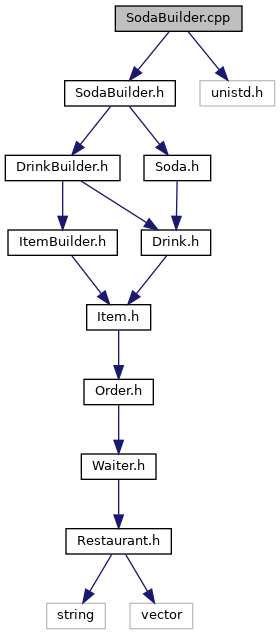 SodaBuilder.cpp
SodaBuilder.h
unistd.h
DrinkBuilder.h
Soda.h
ItemBuilder.h
Drink.h
Item.h
Order.h
Waiter.h
Restaurant.h
string
vector